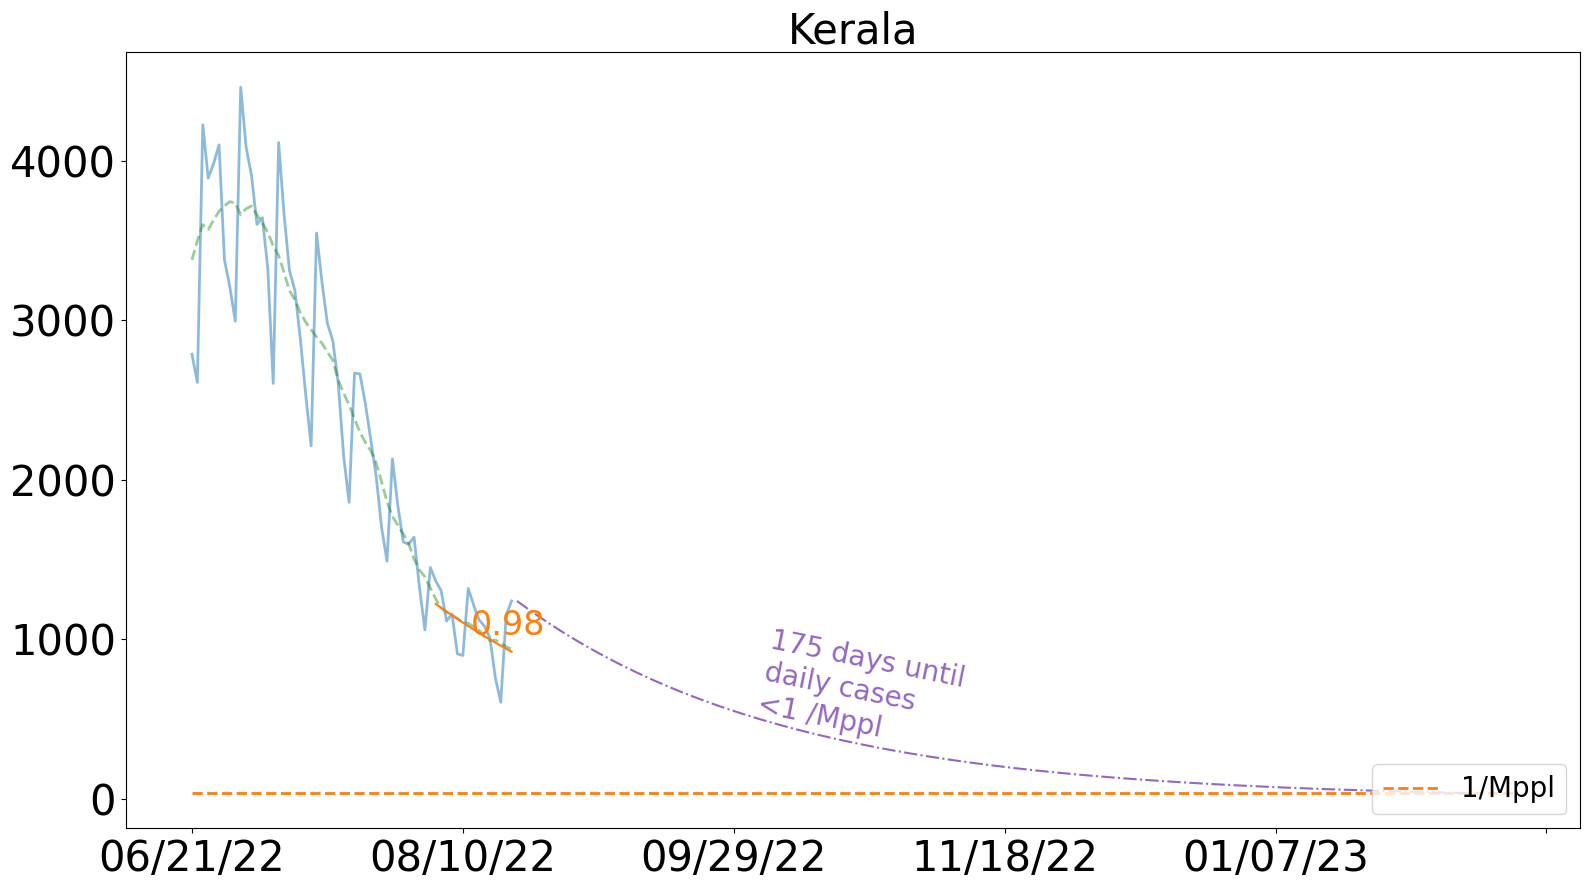 Kerala
4000
3000
2000
1000
0
0.98
175 days until
daily cases
<1 /Mppl
1/Mppl
06/21/22
08/10/22
09/29/22
11/18/22
01/07/23